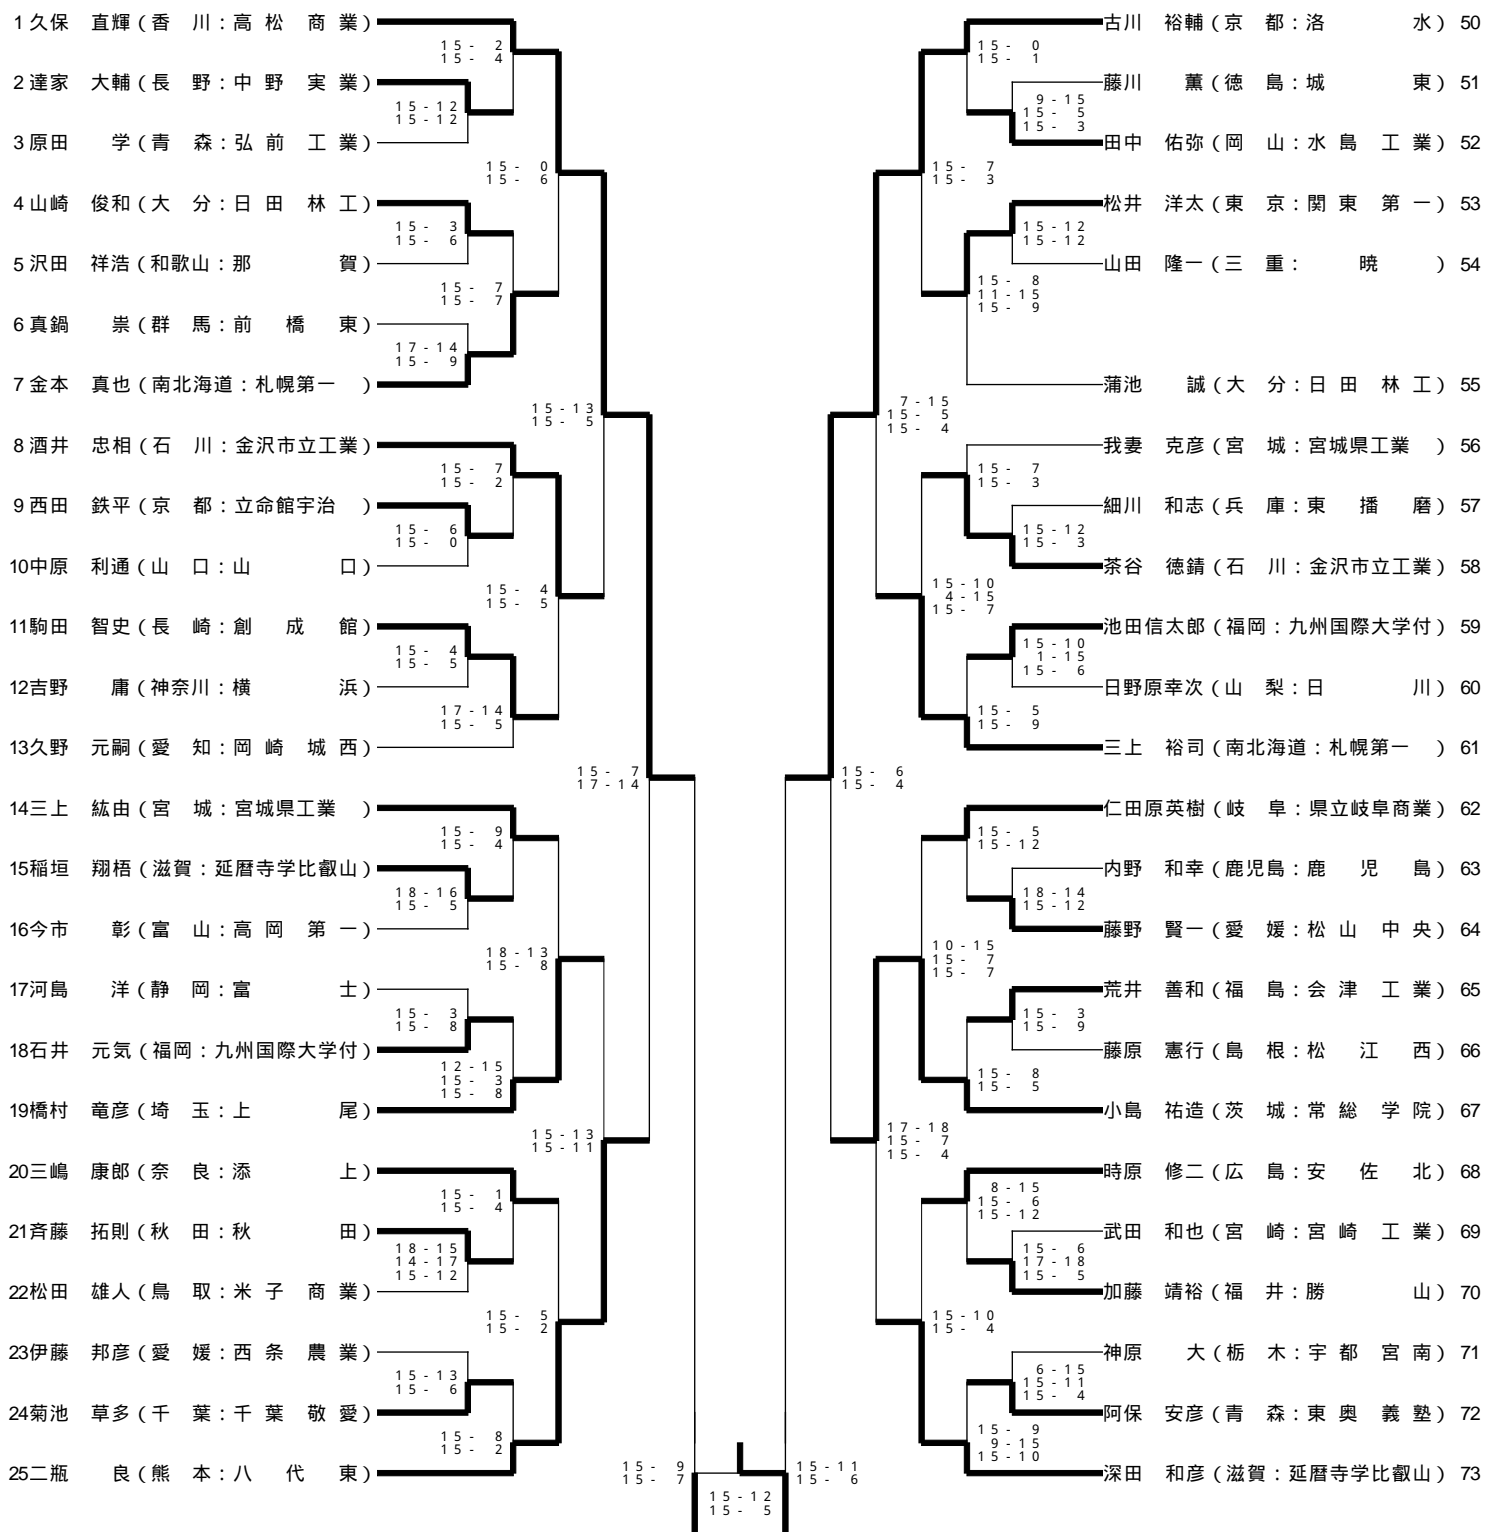 1 久保 直輝 ( 香 川 : 高 松 商 業 )
15 - 2
15 - 4
2 達家 大輔 ( 長 野 : 中 野 実 業 )
15 - 12
15 - 12
3 原田 学 ( 青 森 : 弘 前 工 業 )
15 - 0
15 - 6
4 山崎 俊和 ( 大 分 : 日 田 林 工 )
15 - 3
15 - 6
5 沢田 祥浩 ( 和歌山 : 那 賀 )
15 - 7
15 - 7
6 真鍋 崇 ( 群 馬 : 前 橋 東 )
17 - 14
15 - 9
7 金本 真也 ( 南北海道 : 札幌第一 )
15 - 13
15 - 5
8 酒井 忠相 ( 石 川 : 金沢市立工業 )
15 - 7
15 - 2
9 西田 鉄平 ( 京 都 : 立命館宇治 )
15 - 6
15 - 0
10 中原 利通 ( 山 口 : 山 口 )
15 - 4
15 - 5
11 駒田 智史 ( 長 崎 : 創 成 館 )
15 - 4
15 - 5
12 吉野 庸 ( 神奈川 : 横 浜 )
17 - 14
15 - 5
13 久野 元嗣 ( 愛 知 : 岡 崎 城 西 )
15 - 7
17 - 14
14 三上 紘由 ( 宮 城 : 宮城県工業 )
15 - 9
15 - 4
15 稲垣 翔梧 ( 滋賀 : 延暦寺学比叡山 )
18 - 16
15 - 5
16 今市 彰 ( 富 山 : 高 岡 第 一 )
18 - 13
15 - 8
17 河島 洋 ( 静 岡 : 富 士 )
15 - 3
15 - 8
18 石井 元気 ( 福岡 : 九州国際大学付 )
12 - 15
15 - 3
15 - 8
19 橋村 竜彦 ( 埼 玉 : 上 尾 )
15 - 13
15 - 11
20 三嶋 康郎 ( 奈 良 : 添 上 )
15 - 1
15 - 4
21 斉藤 拓則 ( 秋 田 : 秋 田 )
18 - 15
14 - 17
15 - 12
22 松田 雄人 ( 鳥 取 : 米 子 商 業 )
15 - 5
15 - 2
23 伊藤 邦彦 ( 愛 媛 : 西 条 農 業 )
15 - 13
15 - 6
24 菊池 草多 ( 千 葉 : 千 葉 敬 愛 )
15 - 8
15 - 2
25 二瓶 良 ( 熊 本 : 八 代 東 )
15 - 9
15 - 7
15 - 12
15 - 5
古川 裕輔 ( 京 都 : 洛 水 ) 50
15 - 0
15 - 1
藤川 薫 ( 徳 島 : 城 東 ) 51
9 - 15
15 - 5
15 - 3
田中 佑弥 ( 岡 山 : 水 島 工 業 ) 52
15 - 7
15 - 3
松井 洋太 ( 東 京 : 関 東 第 一 ) 53
15 - 12
15 - 12
山田 隆一 ( 三 重 : 暁 ) 54
15 - 8
11 - 15
15 - 9
蒲池 誠 ( 大 分 : 日 田 林 工 ) 55
7 - 15
15 - 5
15 - 4
我妻 克彦 ( 宮 城 : 宮城県工業 ) 56
15 - 7
15 - 3
細川 和志 ( 兵 庫 : 東 播 磨 ) 57
15 - 12
15 - 3
茶谷 徳錆 ( 石 川 : 金沢市立工業 ) 58
15 - 10
4 - 15
15 - 7
池田信太郎 ( 福岡 : 九州国際大学付 ) 59
15 - 10
1 - 15
15 - 6
日野原幸次 ( 山 梨 : 日 川 ) 60
15 - 5
15 - 9
三上 裕司 ( 南北海道 : 札幌第一 ) 61
15 - 6
15 - 4
仁田原英樹 ( 岐 阜 : 県立岐阜商業 ) 62
15 - 5
15 - 12
内野 和幸 ( 鹿児島 : 鹿 児 島 ) 63
18 - 14
15 - 12
藤野 賢一 ( 愛 媛 : 松 山 中 央 ) 64
10 - 15
15 - 7
15 - 7
荒井 善和 ( 福 島 : 会 津 工 業 ) 65
15 - 3
15 - 9
藤原 憲行 ( 島 根 : 松 江 西 ) 66
15 - 8
15 - 5
小島 祐造 ( 茨 城 : 常 総 学 院 ) 67
17 - 18
15 - 7
15 - 4
時原 修二 ( 広 島 : 安 佐 北 ) 68
8 - 15
15 - 6
15 - 12
武田 和也 ( 宮 崎 : 宮 崎 工 業 ) 69
15 - 6
17 - 18
15 - 5
加藤 靖裕 ( 福 井 : 勝 山 ) 70
15 - 10
15 - 4
神原 大 ( 栃 木 : 宇 都 宮 南 ) 71
6 - 15
15 - 11
15 - 4
阿保 安彦 ( 青 森 : 東 奥 義 塾 ) 72
15 - 9
9 - 15
15 - 10
深田 和彦 ( 滋賀 : 延暦寺学比叡山 ) 73
15 - 11
15 - 6